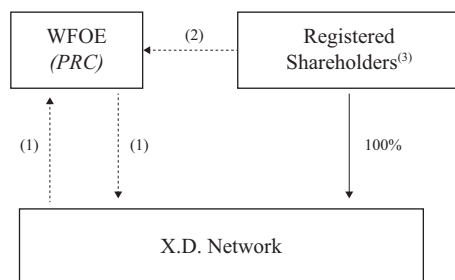 WFOE
(PRC)
(2)
Registered
Shareholders(3)
(1)
(1)
100%
X.D. Network